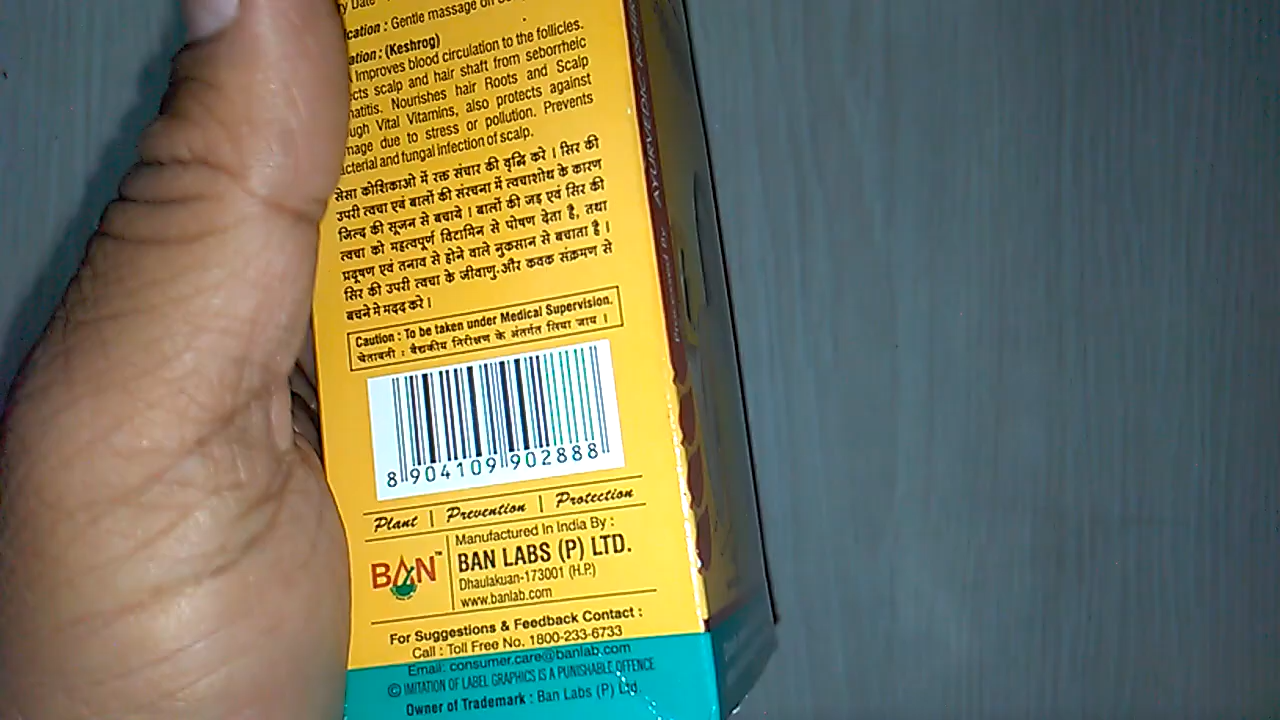 Date
ication : Gentle massage on
ation : (Keshrog)
Improves blood circulation to the follicles.
cts scalp and hair shaft from seborrheic
natitis. Nourishes hair Roots and Scalp
ugh Vital Vitamins, also protects against
mage due to stress or pollution. Prevents
acterial and fungal infection of scalp.
सेसा कोशिकाओ में रक्त संचार की वृद्धि करे । सिर की
उपरी त्वचा एवं बालों की संरचना में त्वचाशोथ के कारण
जिल्द की सूजन से बचाये । बालों की जड़ एवं सिर की
त्वचा को महत्वपूर्ण विटामिन से पोषण देता है, तथा
प्रदूषण एवं तनाव से होने वाले नुकसान से बचाता है ।
सिर की उपरी त्वचा के जीवाणु और कवक संक्रमण से
बचने मे मदद करे ।
Caution : To be taken under Medical Supervision.
चेतावनी : वैद्यकीय निरीक्षण के अंतर्गत लिया जाय ।
8 904109 902888
Plant | Prevention | Protection
BAN™
Manufactured In India By :
BAN LABS (P) LTD.
Dhaulakuan-173001 (H.P.)
www.banlab.com
For Suggestions & Feedback Contact :
Call : Toll Free No. 1800-233-6733
Email: consumer.care@banlab.com
© IMITATION OF LABEL GRAPHICS IS A PUNISHABLE OFFENCE
Owner of Trademark : Ban Labs (P) Ltd.
AYURVEDIC
Processed By